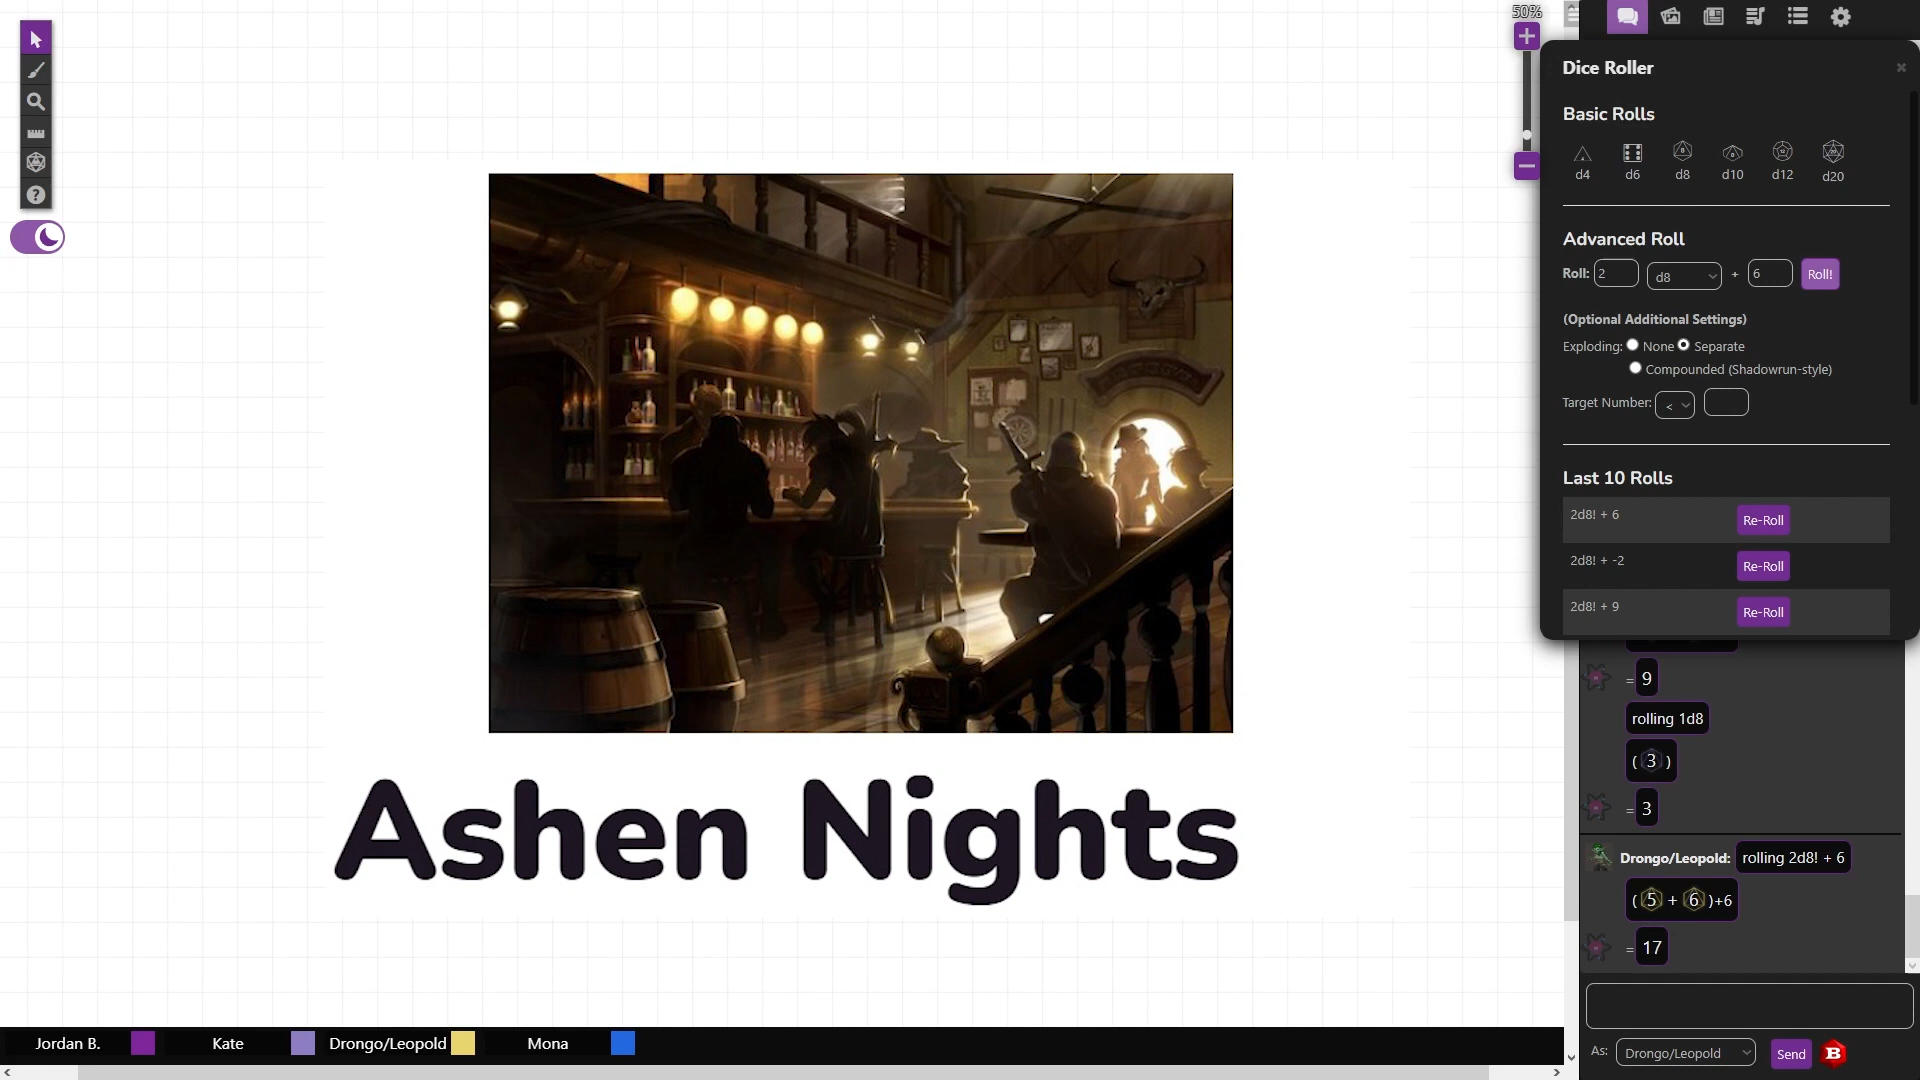 50%
Dice Roller
Basic Rolls
d4 d6 d8 d10 d12 d20
Advanced Roll
Roll: 2 d8 + 6 Roll!
(Optional Additional Settings)
Exploding: None Separate
Compounded (Shadowrun-style)
Target Number: <
Last 10 Rolls
2d8! + 6 Re-Roll
2d8! + -2 Re-Roll
2d8! + 9 Re-Roll
= 9
rolling 1d8
( 3 )
= 3
Drongo/Leopold: rolling 2d8! + 6
( 5 + 6 )+6
= 17
As: Drongo/Leopold Send B
Ashen Nights
Jordan B. Kate Drongo/Leopold Mona